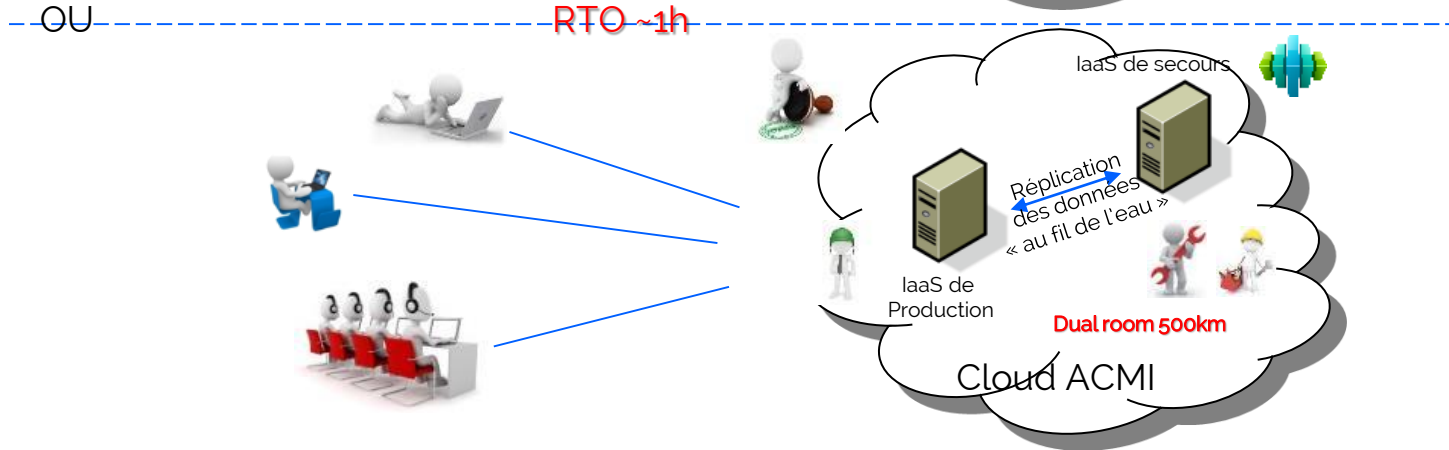 OU
RTO ~1h
IaaS de secours
Réplication
des données
« au fil de l'eau »
IaaS de
Production
Dual room 500km
Cloud ACMI